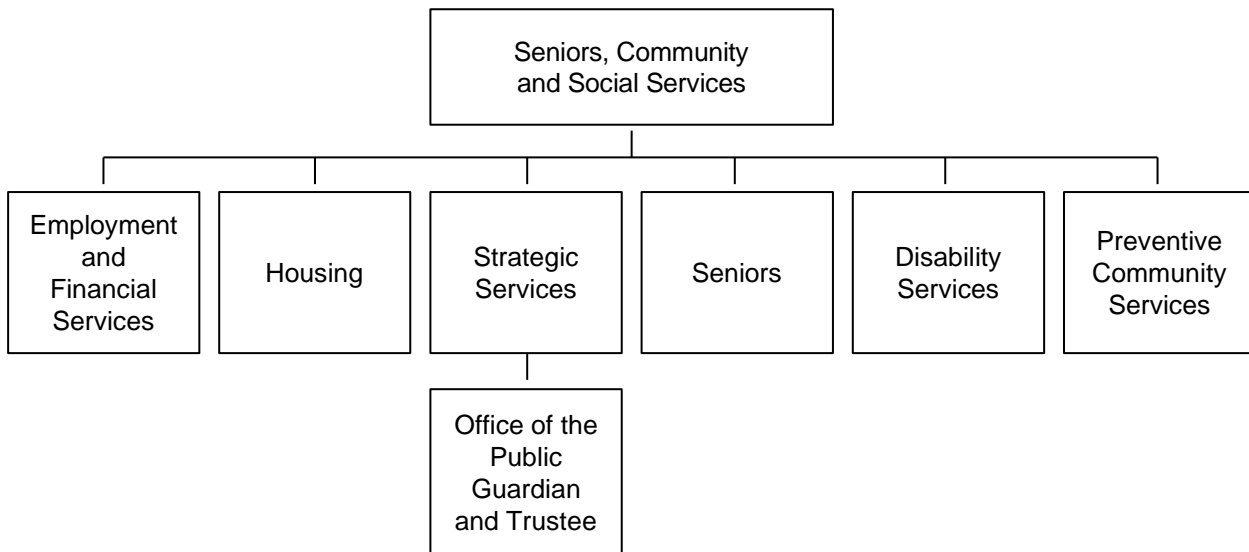 Seniors, Community
and Social Services
Employment
and
Financial
Services
Housing
Strategic
Services
Seniors
Disability
Services
Preventive
Community
Services
Office of the
Public
Guardian
and Trustee